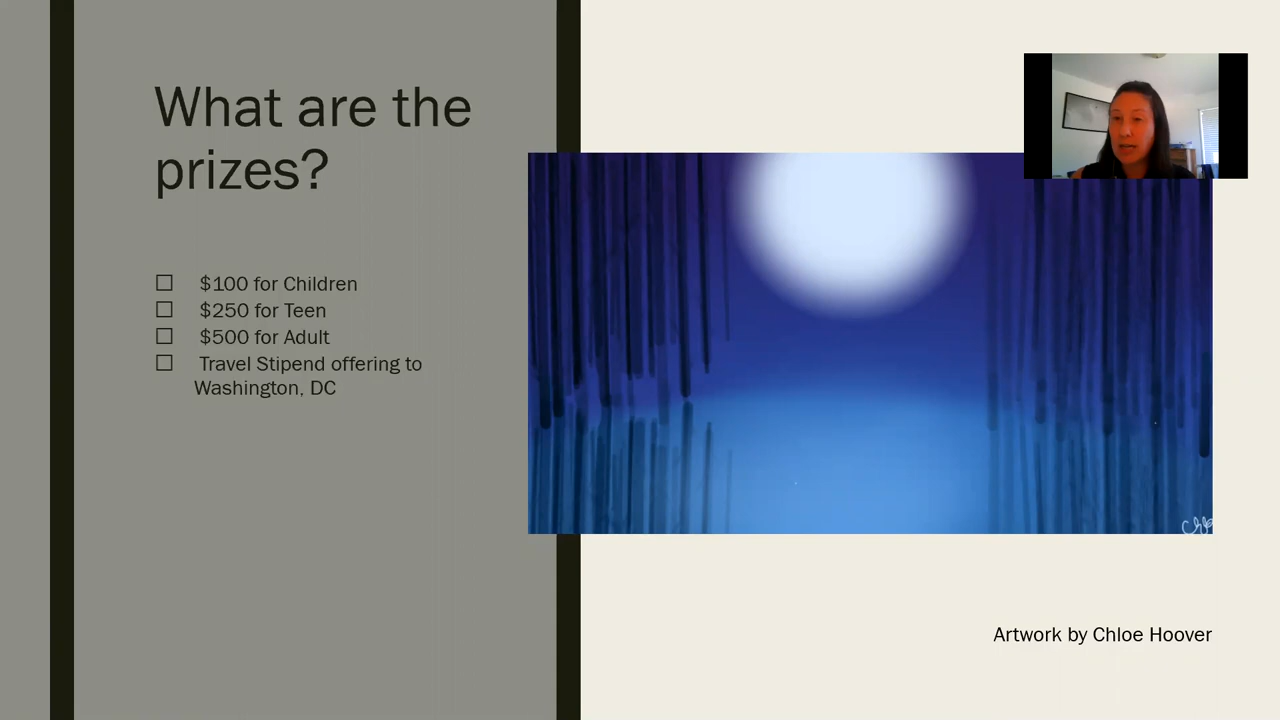 What are the
prizes?
$100 for Children
$250 for Teen
$500 for Adult
Travel Stipend offering to
Washington, DC
Artwork by Chloe Hoover